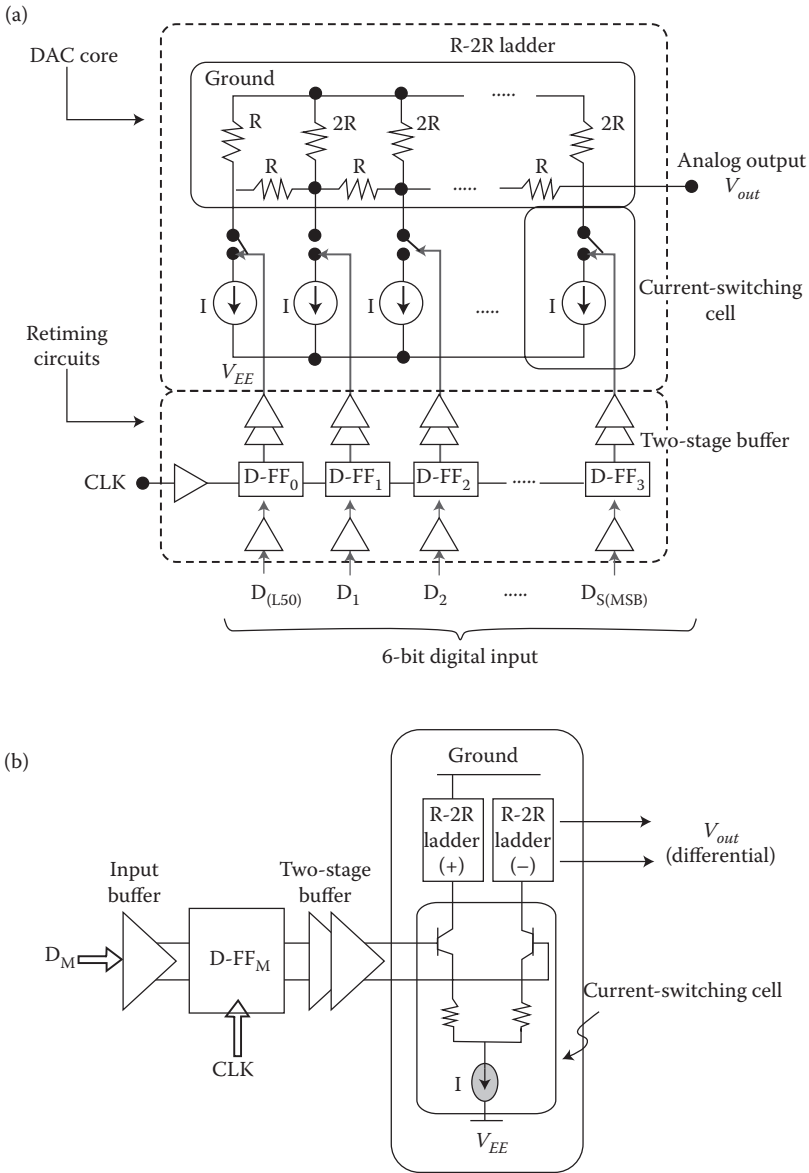 (a)
R-2R ladder
DAC core
Ground
.....
R 2R 2R 2R
R R R
Analog output
V_out
.....
I I I I
.....
Current-switching
cell
Retiming
circuits
V_EE
Two-stage buffer
CLK
D-FF_0 D-FF_1 D-FF_2 ..... D-FF_3
D_(L50) D_1 D_2 ..... D_S(MSB)
6-bit digital input
(b)
Ground
R-2R
ladder
(+)
R-2R
ladder
(−)
V_out
(differential)
Input
buffer
Two-stage
buffer
D_M
D-FF_M
CLK
Current-switching cell
I
V_EE